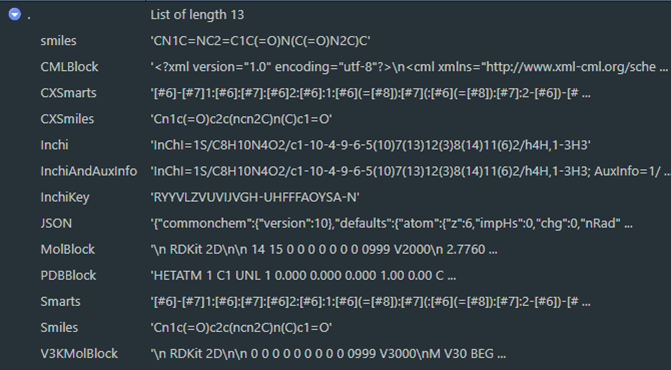 . List of length 13
smiles 'CN1C=NC2=C1C(=O)N(C(=O)N2C)C'
CMLBlock '<?xml version="1.0" encoding="utf-8"?>\n<cml xmlns="http://www.xml-cml.org/sche ...
CXSmarts '[#6]-[#7]1:[#6]:[#7]:[#6]2:[#6]:1:[#6](=[#8]):[#7](:[#6](=[#8]):[#7]:2-[#6])-[# ...
CXSmiles 'Cn1c(=O)c2c(ncn2C)n(C)c1=O'
Inchi 'InChI=1S/C8H10N4O2/c1-10-4-9-6-5(10)7(13)12(3)8(14)11(6)2/h4H,1-3H3'
InchiAndAuxInfo 'InChI=1S/C8H10N4O2/c1-10-4-9-6-5(10)7(13)12(3)8(14)11(6)2/h4H,1-3H3; AuxInfo=1/ ...
InchiKey 'RYYVLZVUVIJVGH-UHFFFAOYSA-N'
JSON '{"commonchem":{"version":10},"defaults":{"atom":{"z":6,"impHs":0,"chg":0,"nRad" ...
MolBlock '\n RDKit 2D\n\n 14 15 0 0 0 0 0 0 0 0999 V2000\n 2.7760 ...
PDBBlock 'HETATM 1 C1 UNL 1 0.000 0.000 0.000 1.00 0.00 C ...
Smarts '[#6]-[#7]1:[#6]:[#7]:[#6]2:[#6]:1:[#6](=[#8]):[#7](:[#6](=[#8]):[#7]:2-[#6])-[# ...
Smiles 'Cn1c(=O)c2c(ncn2C)n(C)c1=O'
V3KMolBlock '\n RDKit 2D\n\n 0 0 0 0 0 0 0 0 0 0 0999 V3000\nM V30 BEG ...